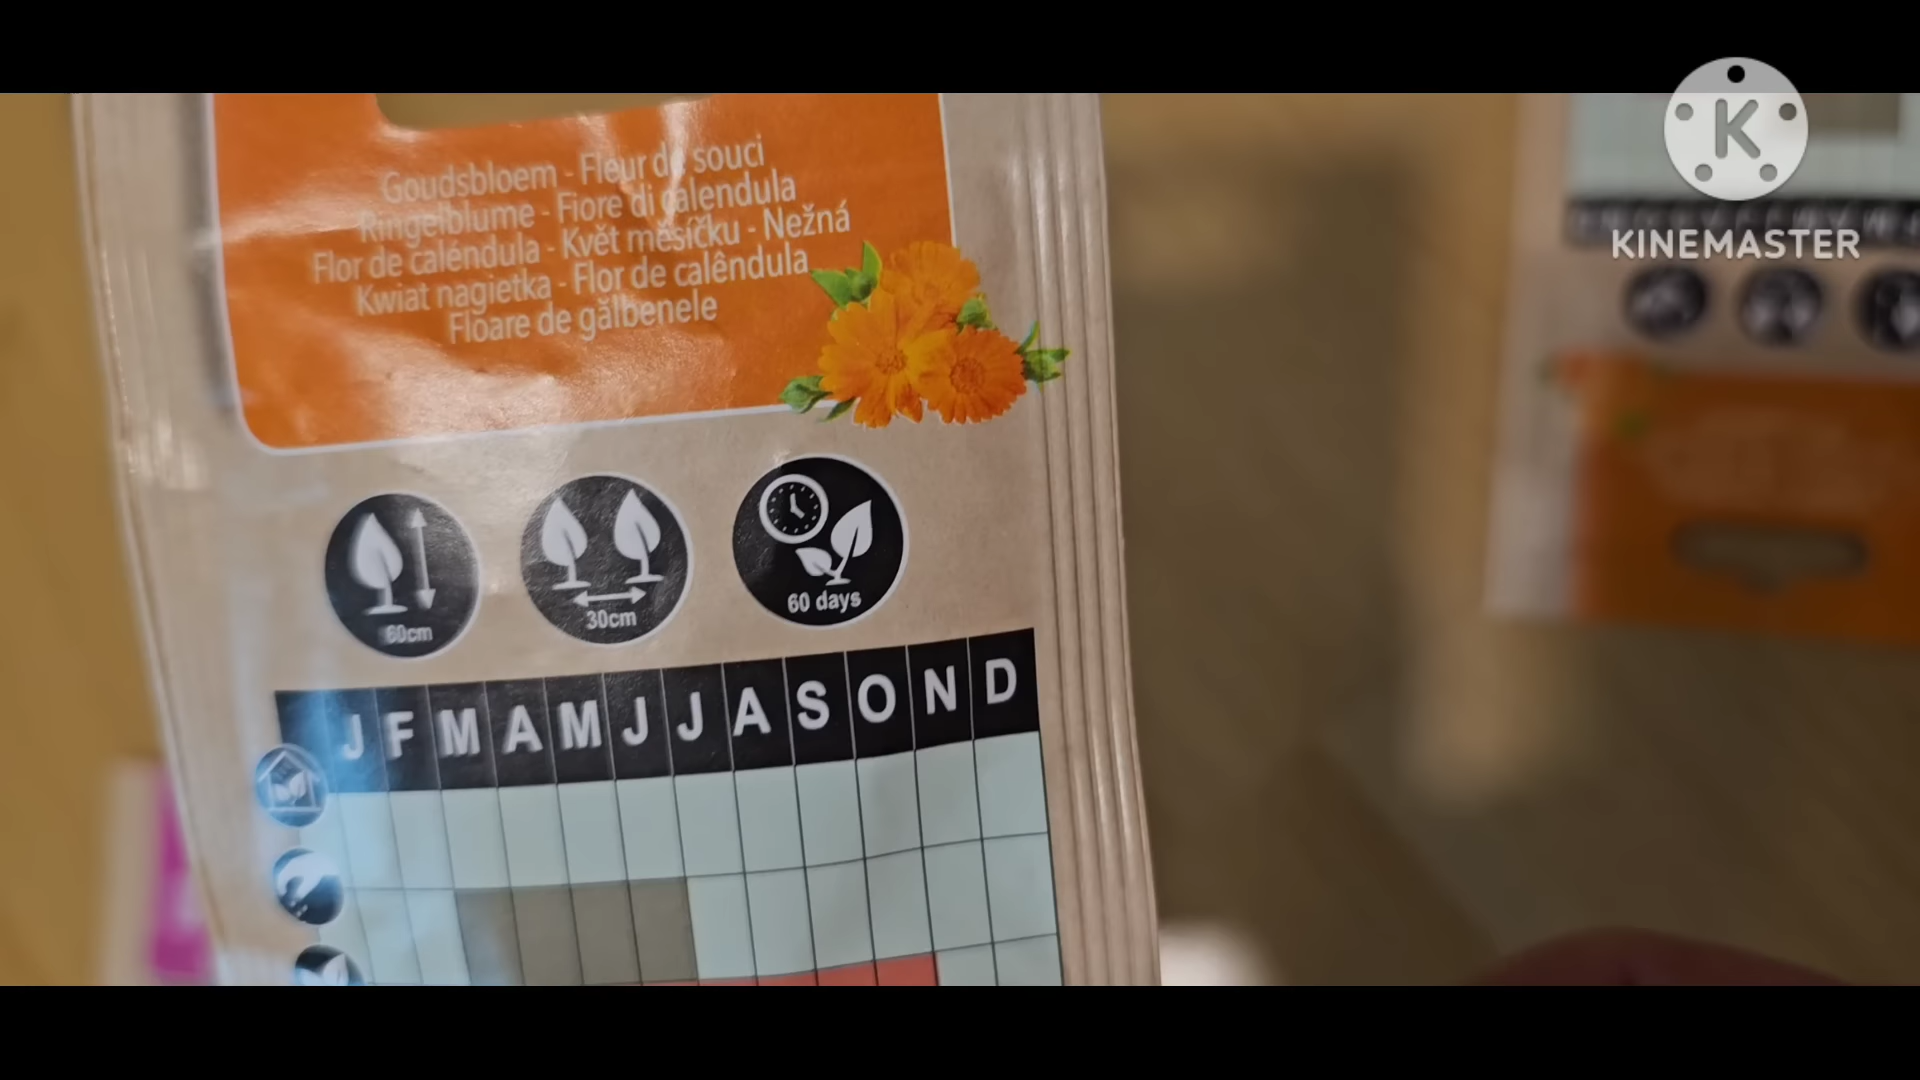 Goudsbloem - Fleur de souci
Ringelblume - Fiore di calendula
Flor de caléndula - Květ měsíčku - Nežná
Kwiat nagietka - Flor de calêndula
Floare de gălbenele
60cm
30cm
60 days
J F M A M J J A S O N D
K
KINEMASTER